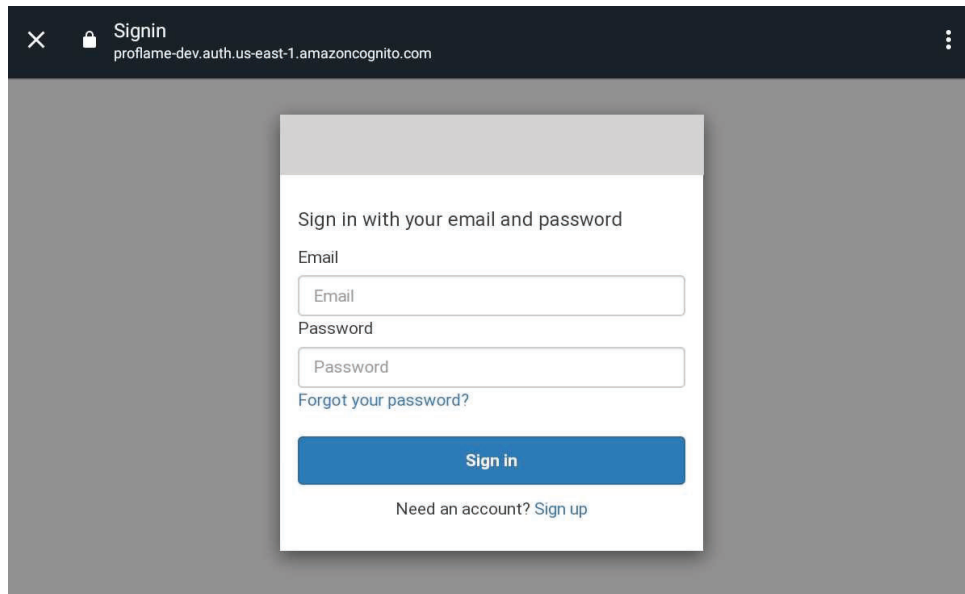 Signin
proflame-dev.auth.us-east-1.amazoncognito.com
Sign in with your email and password
Email
Email
Password
Password
Forgot your password?
Sign in
Need an account? Sign up